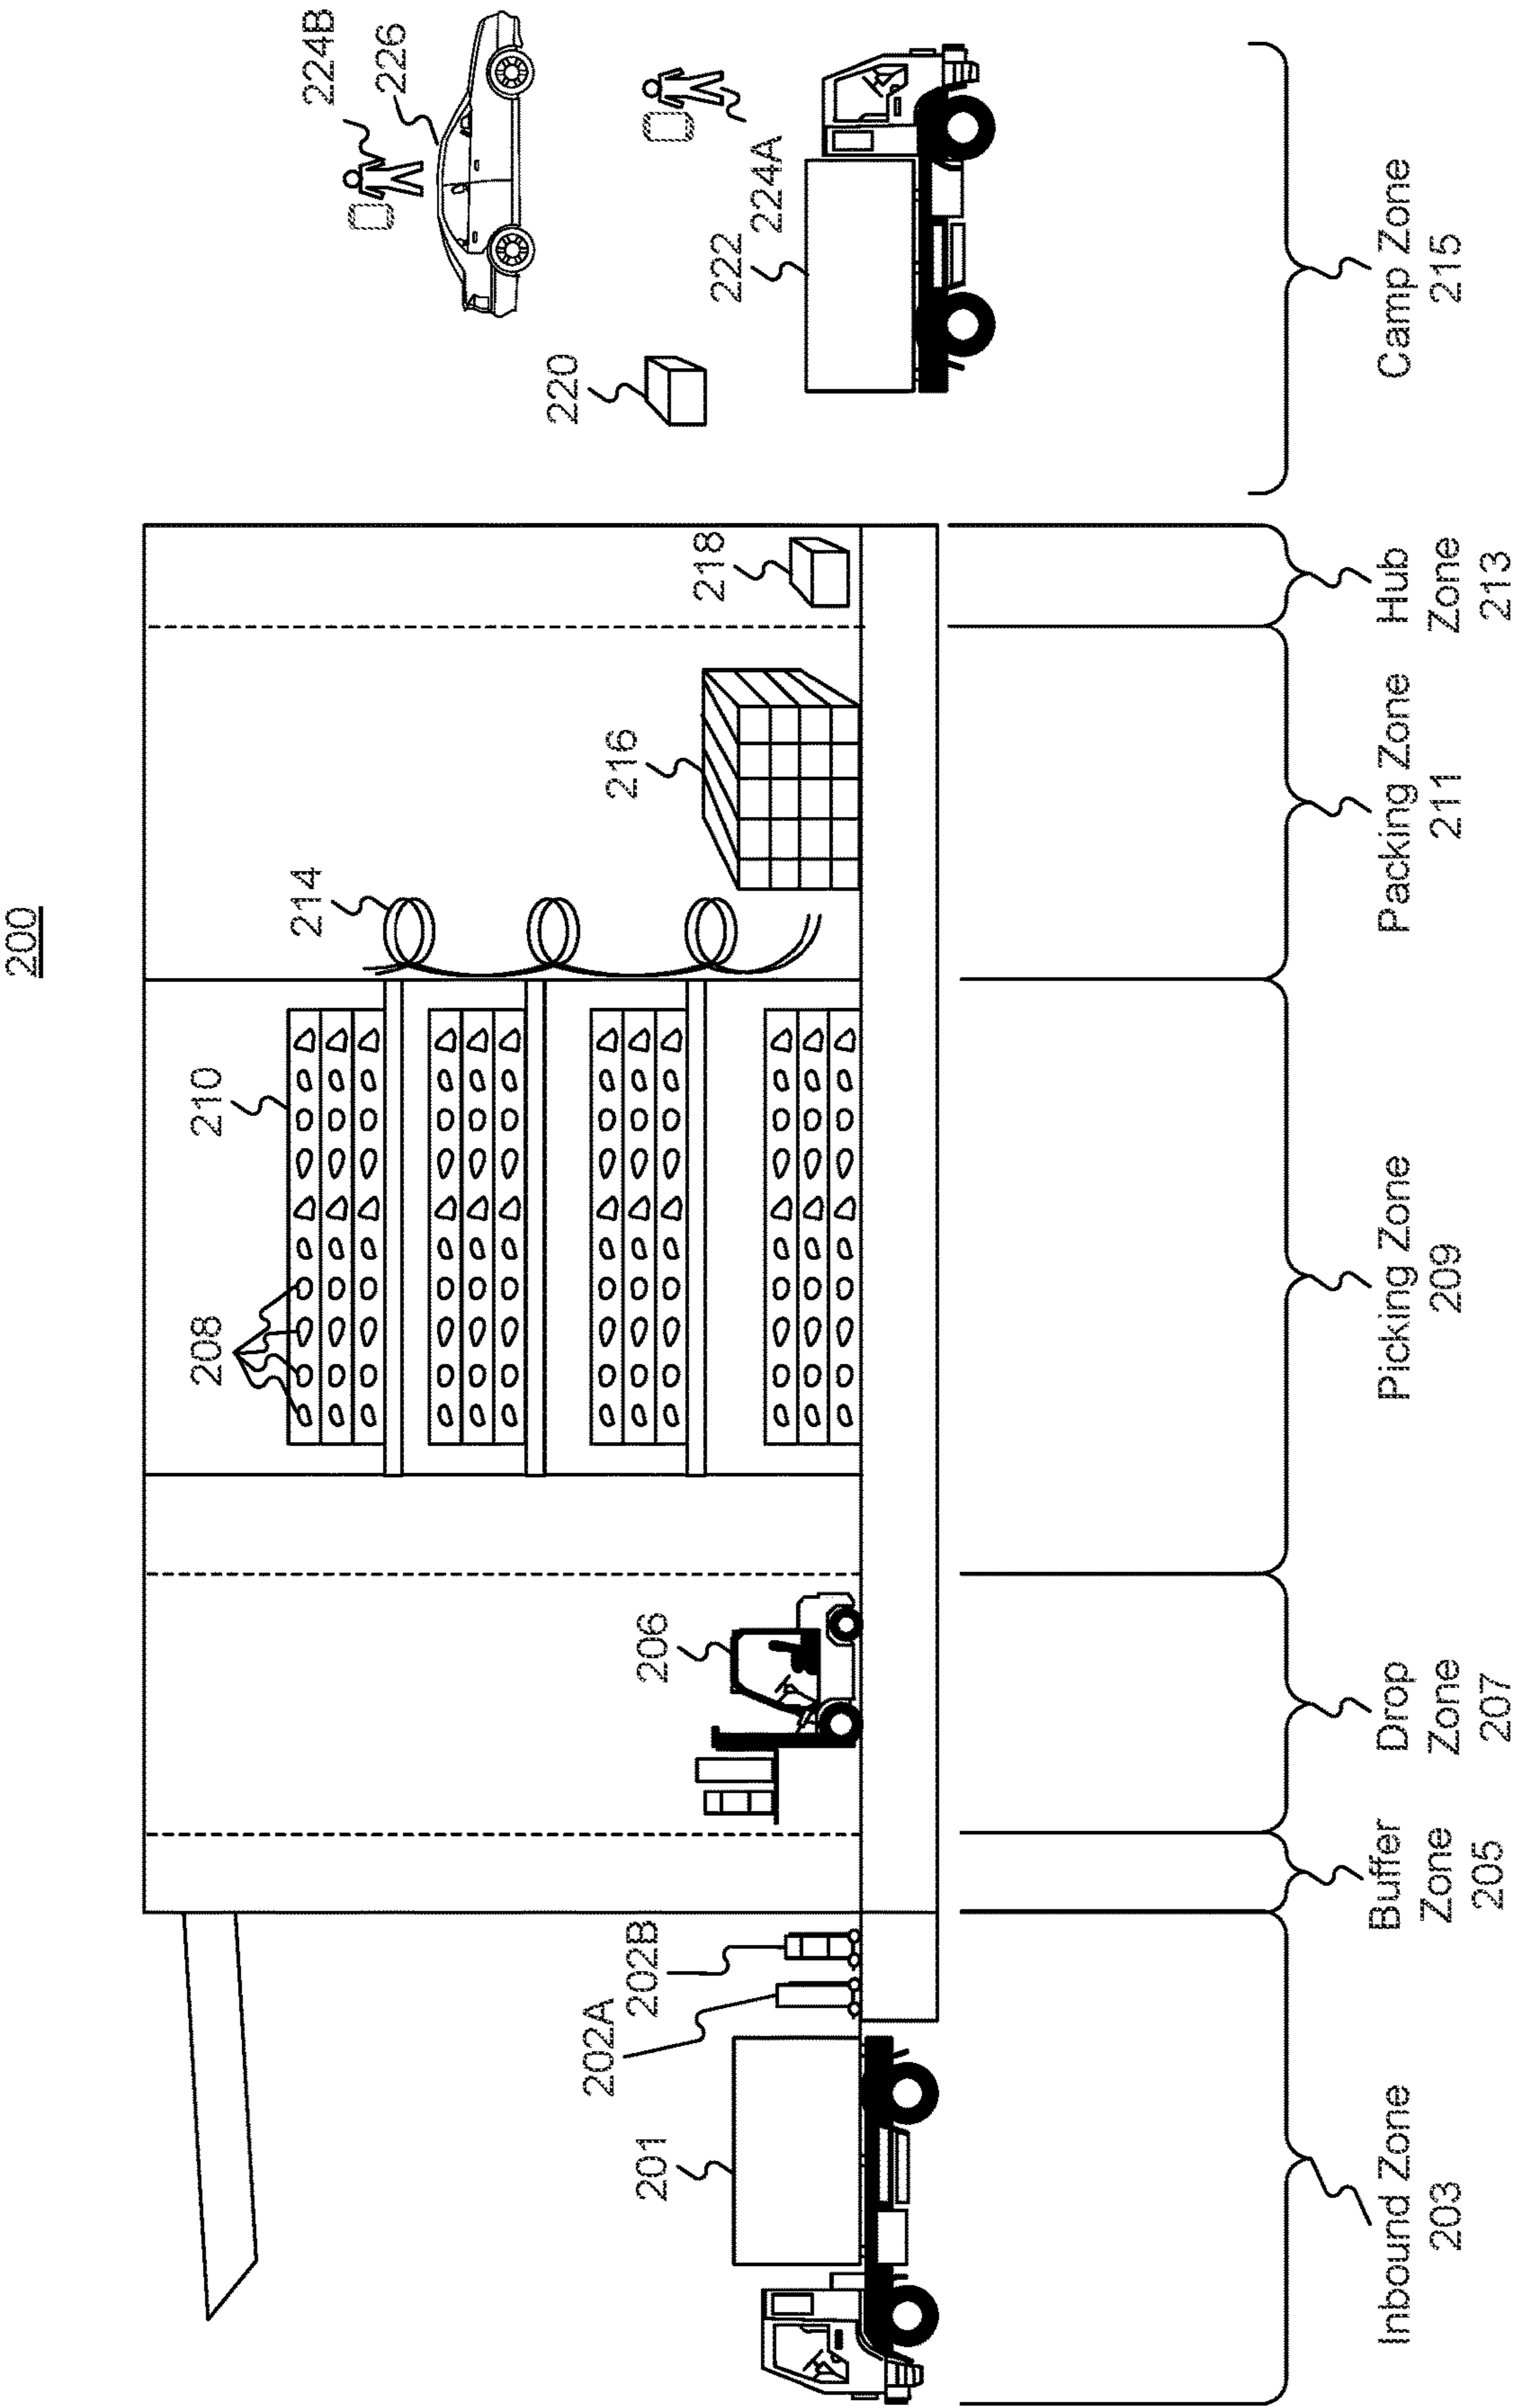 200
201
202A
202B
206
208
210
214
216
218
220
222
224A
224B
226
Inbound Zone
203
Buffer
Zone
205
Drop
Zone
207
Picking Zone
209
Packing Zone
211
Hub
Zone
213
Camp Zone
215